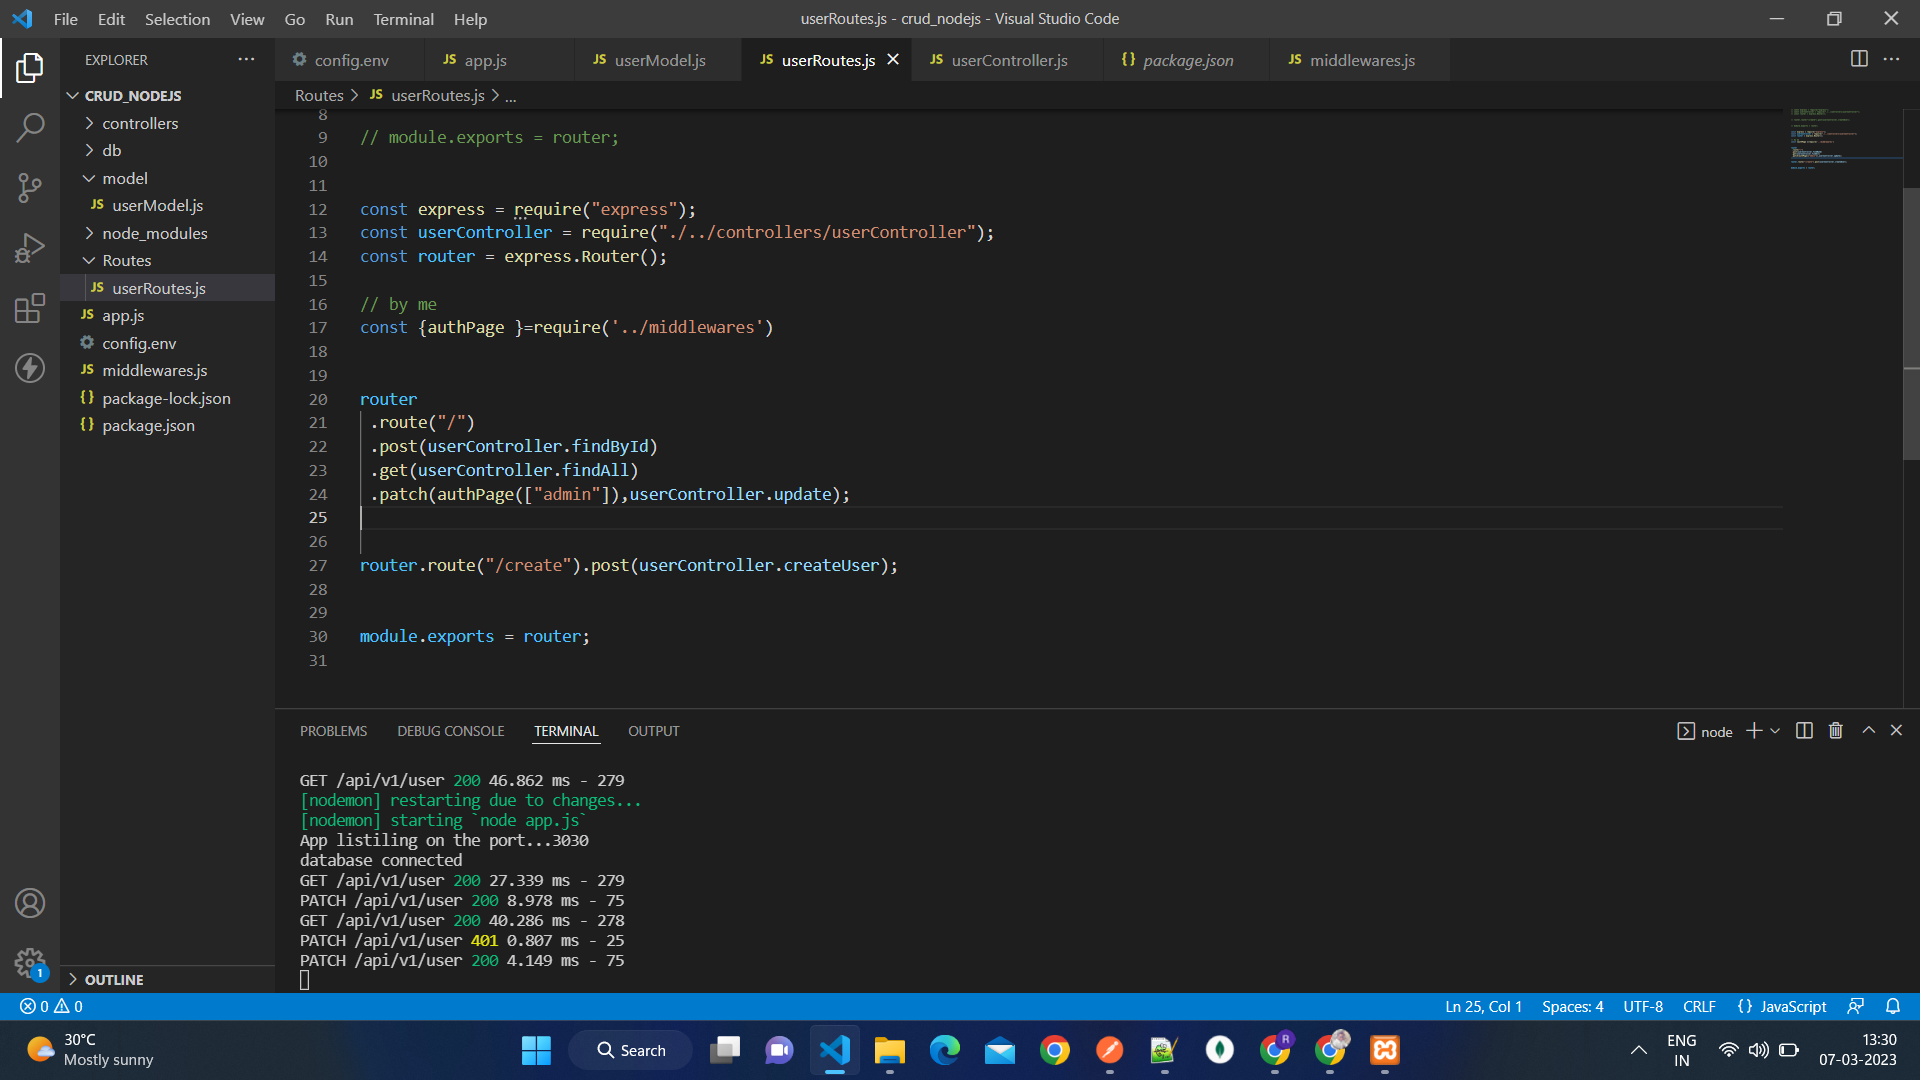 File Edit Selection View Go Run Terminal Help
userRoutes.js - crud_nodejs - Visual Studio Code
EXPLORER
CRUD_NODEJS
controllers
db
model
JS userModel.js
node_modules
Routes
JS userRoutes.js
JS app.js
config.env
JS middlewares.js
{} package-lock.json
{} package.json
OUTLINE
config.env JS app.js JS userModel.js JS userRoutes.js JS userController.js {} package.json JS middlewares.js
Routes > JS userRoutes.js > ...
8
9 // module.exports = router;
10
11
12 const express = require("express");
13 const userController = require("./../controllers/userController");
14 const router = express.Router();
15
16 // by me
17 const {authPage }=require('../middlewares')
18
19
20 router
21 .route("/")
22 .post(userController.findById)
23 .get(userController.findAll)
24 .patch(authPage(["admin"]),userController.update);
25
26
27 router.route("/create").post(userController.createUser);
28
29
30 module.exports = router;
31
PROBLEMS DEBUG CONSOLE TERMINAL OUTPUT
node
GET /api/v1/user 200 46.862 ms - 279
[nodemon] restarting due to changes...
[nodemon] starting `node app.js`
App listiling on the port...3030
database connected
GET /api/v1/user 200 27.339 ms - 279
PATCH /api/v1/user 200 8.978 ms - 75
GET /api/v1/user 200 40.286 ms - 278
PATCH /api/v1/user 401 0.807 ms - 25
PATCH /api/v1/user 200 4.149 ms - 75
1
0 0
Ln 25, Col 1 Spaces: 4 UTF-8 CRLF {} JavaScript
30°C
Mostly sunny
Search
R
ENG
IN
13:30
07-03-2023